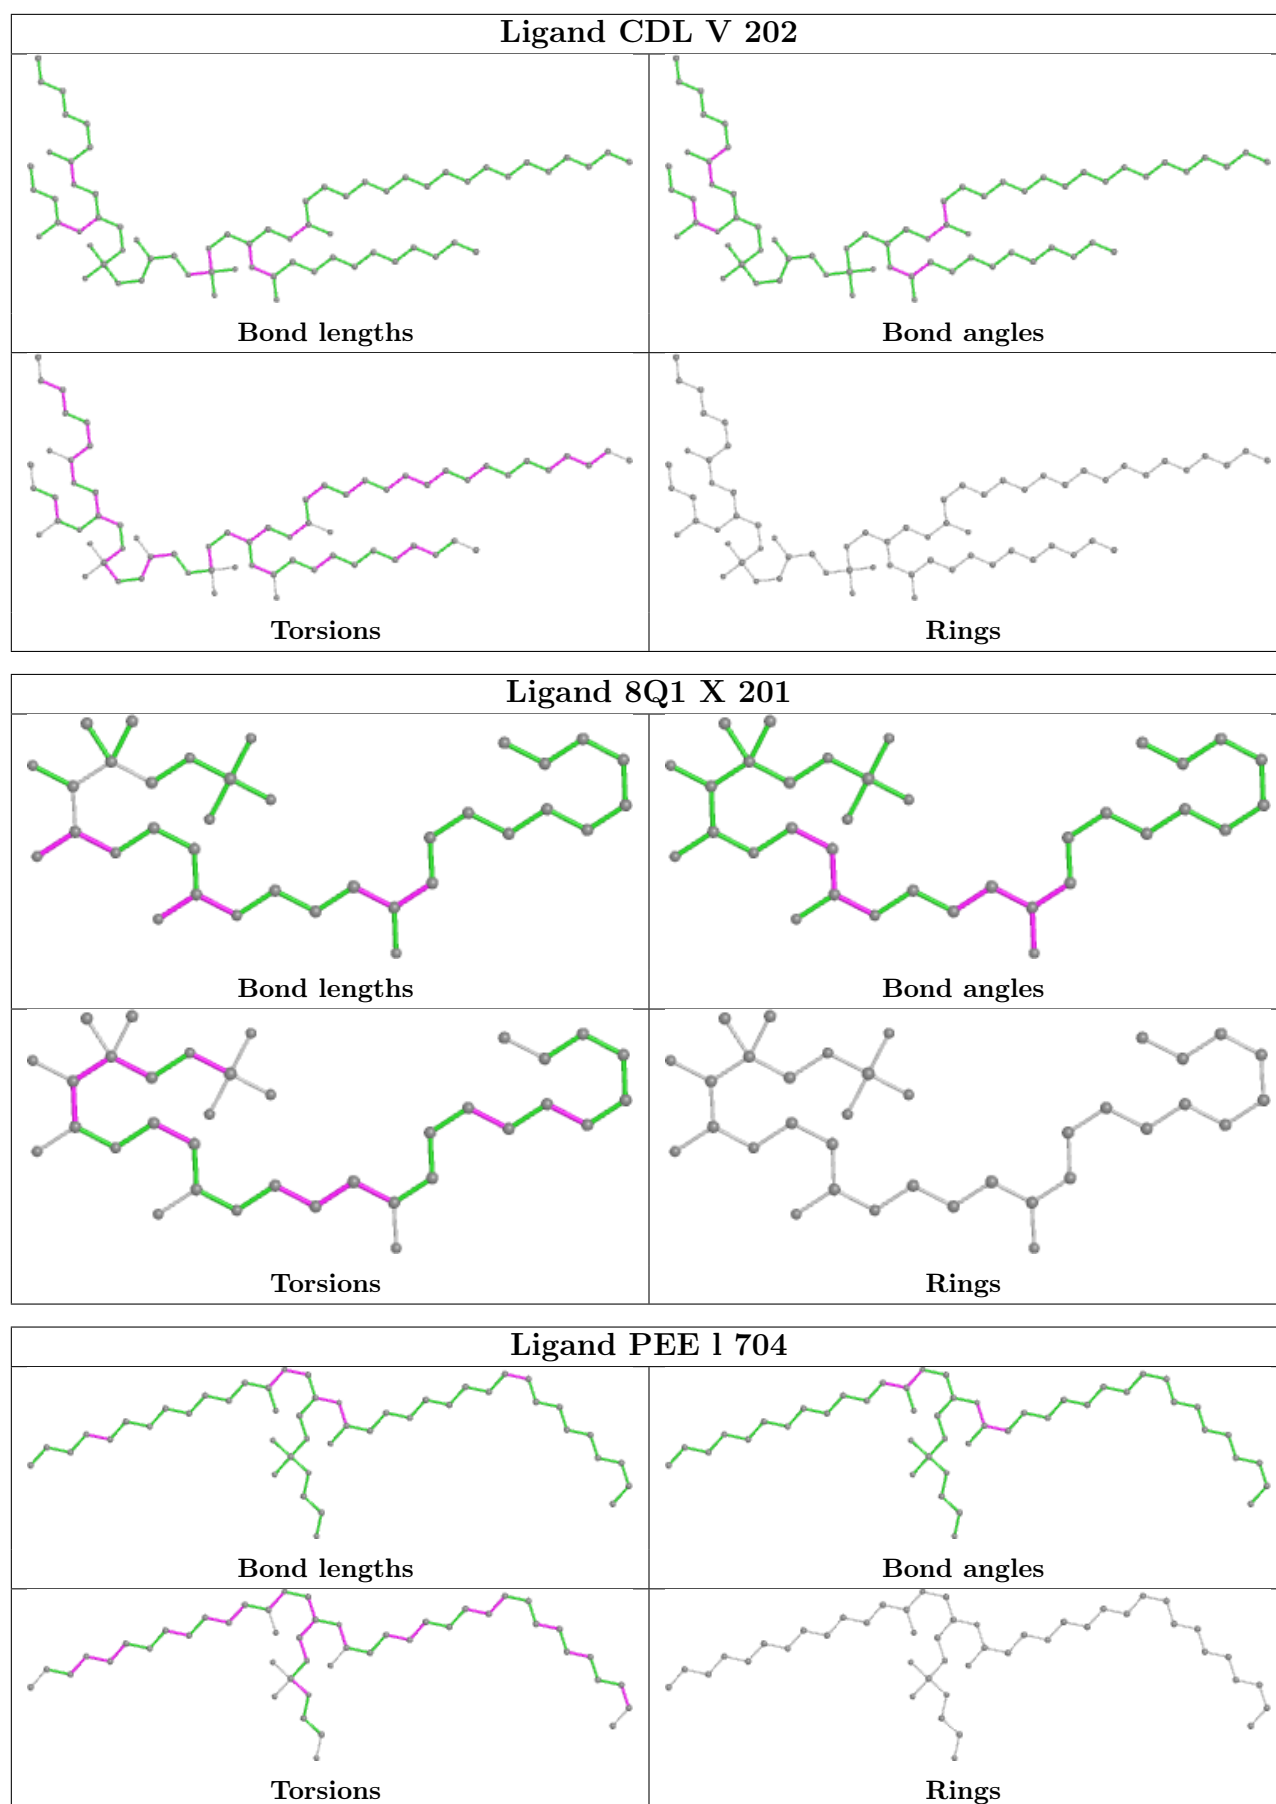 Ligand CDL V 202
Bond lengths
Bond angles
Torsions
Rings
Ligand 8Q1 X 201
Bond lengths
Bond angles
Torsions
Rings
Ligand PEE l 704
Bond lengths
Bond angles
Torsions
Rings